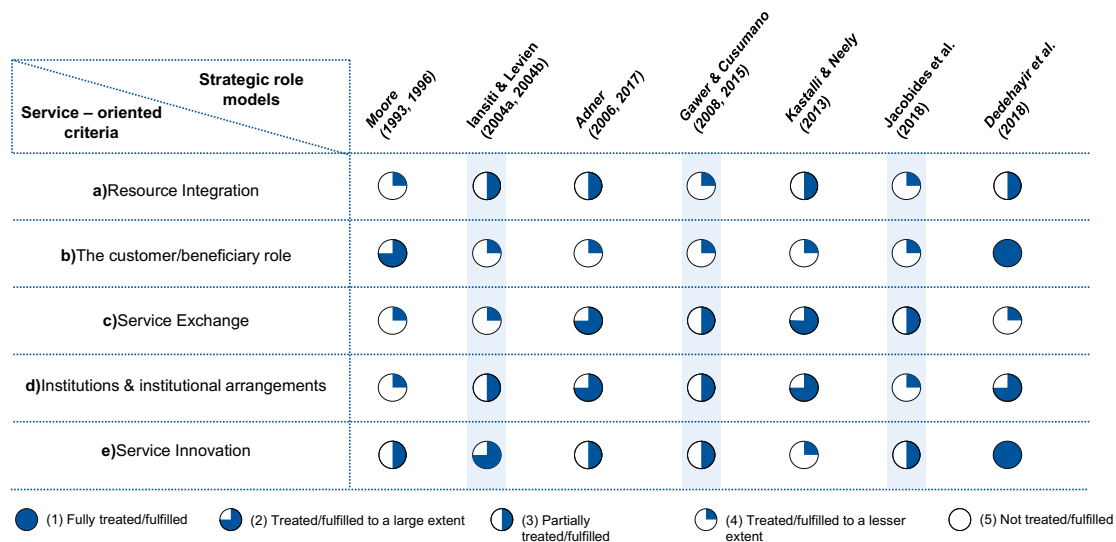 Strategic role
models
Service – oriented
criteria
Moore
(1993, 1996)
Iansiti & Levien
(2004a, 2004b)
Adner
(2006, 2017)
Gawer & Cusumano
(2008, 2015)
Kastalli & Neely
(2013)
Jacobides et al.
(2018)
Dedehayir et al.
(2018)
a)Resource Integration
b)The customer/beneficiary role
c)Service Exchange
d)Institutions & institutional arrangements
e)Service Innovation
(1) Fully treated/fulfilled
(2) Treated/fulfilled to a large extent
(3) Partially
treated/fulfilled
(4) Treated/fulfilled to a lesser
extent
(5) Not treated/fulfilled